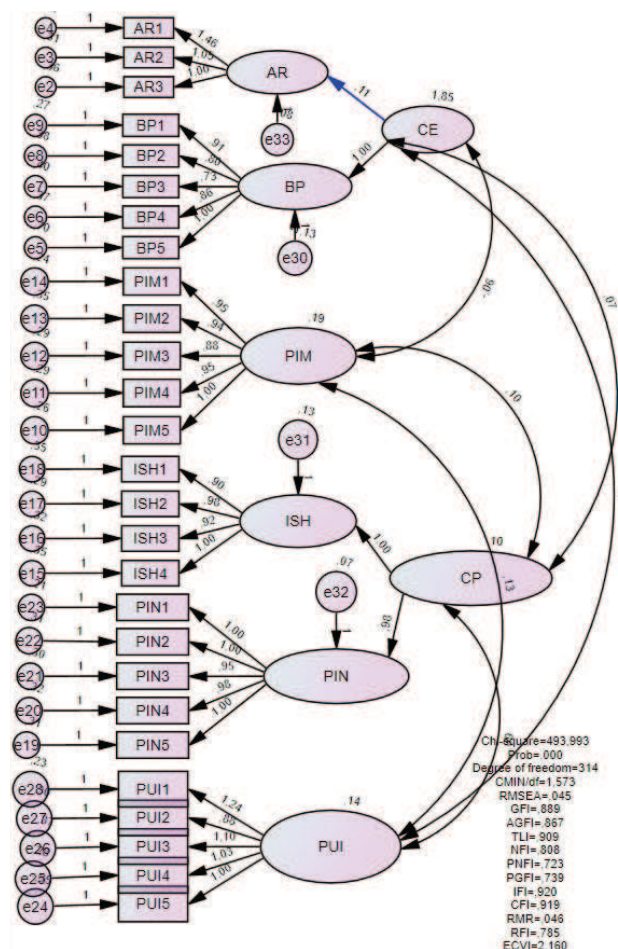 e4 1 AR1
e3 1 AR2
e2 1 AR3
1.46
1.05
1.00
AR
.11
1.85
CE
e33
.27
e9 1 BP1
e8 1 BP2
e7 1 BP3
e6 1 BP4
e5 1 BP5
.91
.88
.73
.86
1.00
BP
1.00
.13
e30
e14 1 PIM1
e13 1 PIM2
e12 1 PIM3
e11 1 PIM4
e10 1 PIM5
.95
.94
.88
.95
1.00
.19
PIM
.06
.07
.10
.13
e31
1
e18 1 ISH1
e17 1 ISH2
e16 1 ISH3
e15 1 ISH4
.90
.98
.92
1.00
ISH
1.00
.10
CP
.13
.07
e32
1
.98
e23 1 PIN1
e22 1 PIN2
e21 1 PIN3
e20 1 PIN4
e19 1 PIN5
1.00
1.00
.95
.98
1.00
PIN
.23
e28 1 PUI1
e27 1 PUI2
e26 1 PUI3
e25 1 PUI4
e24 1 PUI5
1.24
.88
1.10
1.03
1.00
.14
PUI
Chi-square=493,993
Prob=,000
Degree of freedom=314
CMIN/df=1,573
RMSEA=,045
GFI=,889
AGFI=,867
TLI=,909
NFI=,808
PNFI=,723
PGFI=,739
IFI=,920
CFI=,919
RMR=,046
RFI=,785
ECVI=2,160